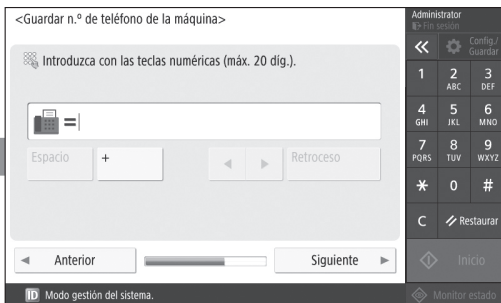 <Guardar n.º de teléfono de la máquina>
Introduzca con las teclas numéricas (máx. 20 díg.).
=
Espacio
+
◀
▶
Retroceso
◀ Anterior
Siguiente ▶
ID Modo gestión del sistema.
Administrator
Fin sesión
Config./
Guardar
1
2
ABC
3
DEF
4
GHI
5
JKL
6
MNO
7
PQRS
8
TUV
9
WXYZ
*
0
#
C
Restaurar
Inicio
Monitor estado